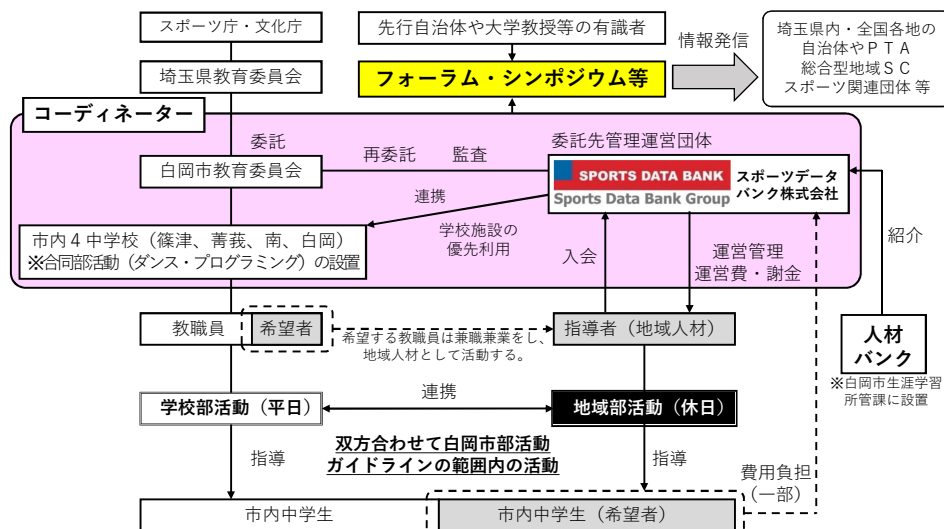 スポーツ庁・文化庁
先行自治体や大学教授等の有識者
情報発信
埼玉県内・全国各地の
自治体やＰＴＡ
総合型地域ＳＣ
スポーツ関連団体 等
埼玉県教育委員会
フォーラム・シンポジウム等
コーディネーター
委託
委託先管理運営団体
白岡市教育委員会
再委託
監査
SPORTS DATA BANK
Sports Data Bank Group
スポーツデータ
バンク株式会社
連携
学校施設の
優先利用
市内４中学校（篠津、菁莪、南、白岡）
※合同部活動（ダンス・プログラミング）の設置
入会
運営管理
運営費・謝金
紹介
教職員
希望者
希望する教職員は兼職兼業をし、
地域人材として活動する。
指導者（地域人材）
人材
バンク
※白岡市生涯学習
所管課に設置
学校部活動（平日）
連携
地域部活動（休日）
双方合わせて白岡市部活動
ガイドラインの範囲内の活動
指導
指導
費用負担
（一部）
市内中学生
市内中学生（希望者）